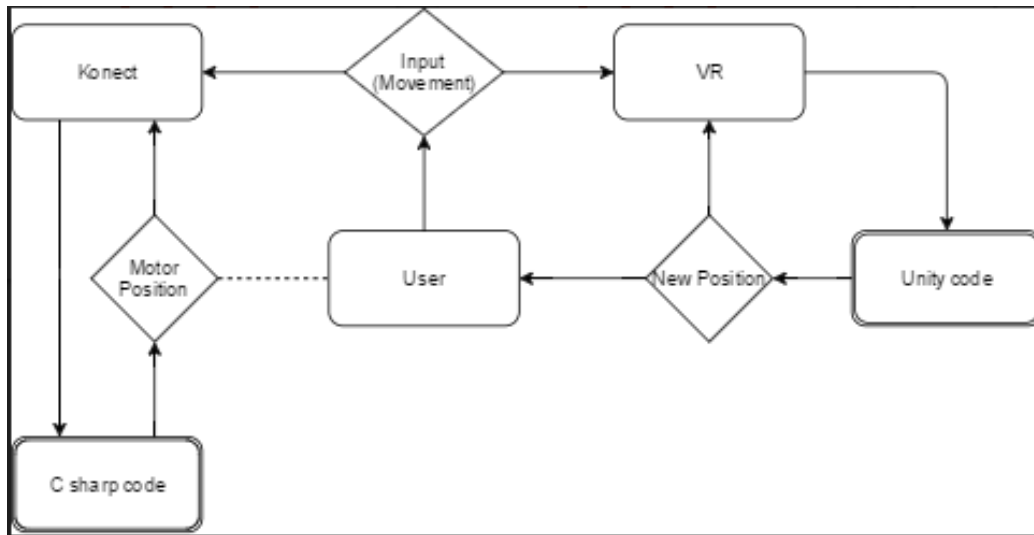 Konect
Input
(Movement)
VR
Motor
Position
User
New Position
Unity code
C sharp code